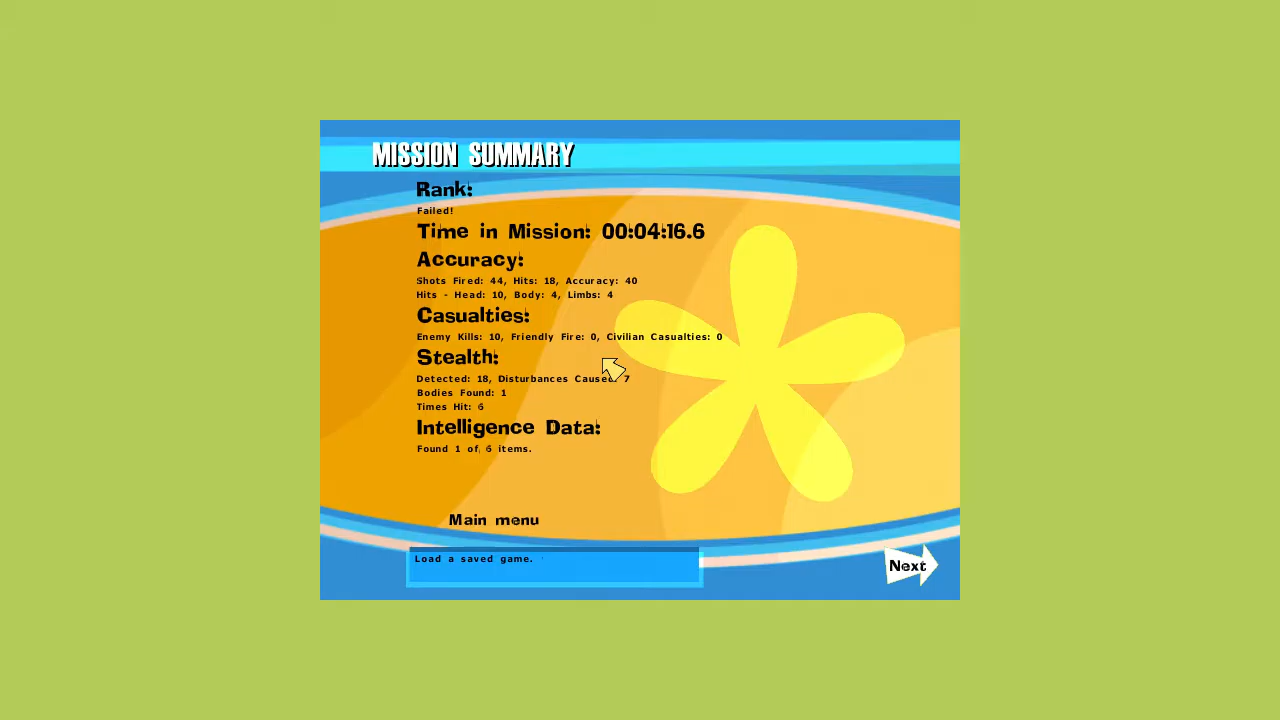 MISSION SUMMARY
Rank:
Failed!
Time in Mission: 00:04:16.6
Accuracy:
Shots Fired: 44, Hits: 18, Accuracy: 40
Hits - Head: 10, Body: 4, Limbs: 4
Casualties:
Enemy Kills: 10, Friendly Fire: 0, Civilian Casualties: 0
Stealth:
Detected: 18, Disturbances Caused: 7
Bodies Found: 1
Times Hit: 6
Intelligence Data:
Found 1 of 6 items.
Main menu
Load a saved game.
Next